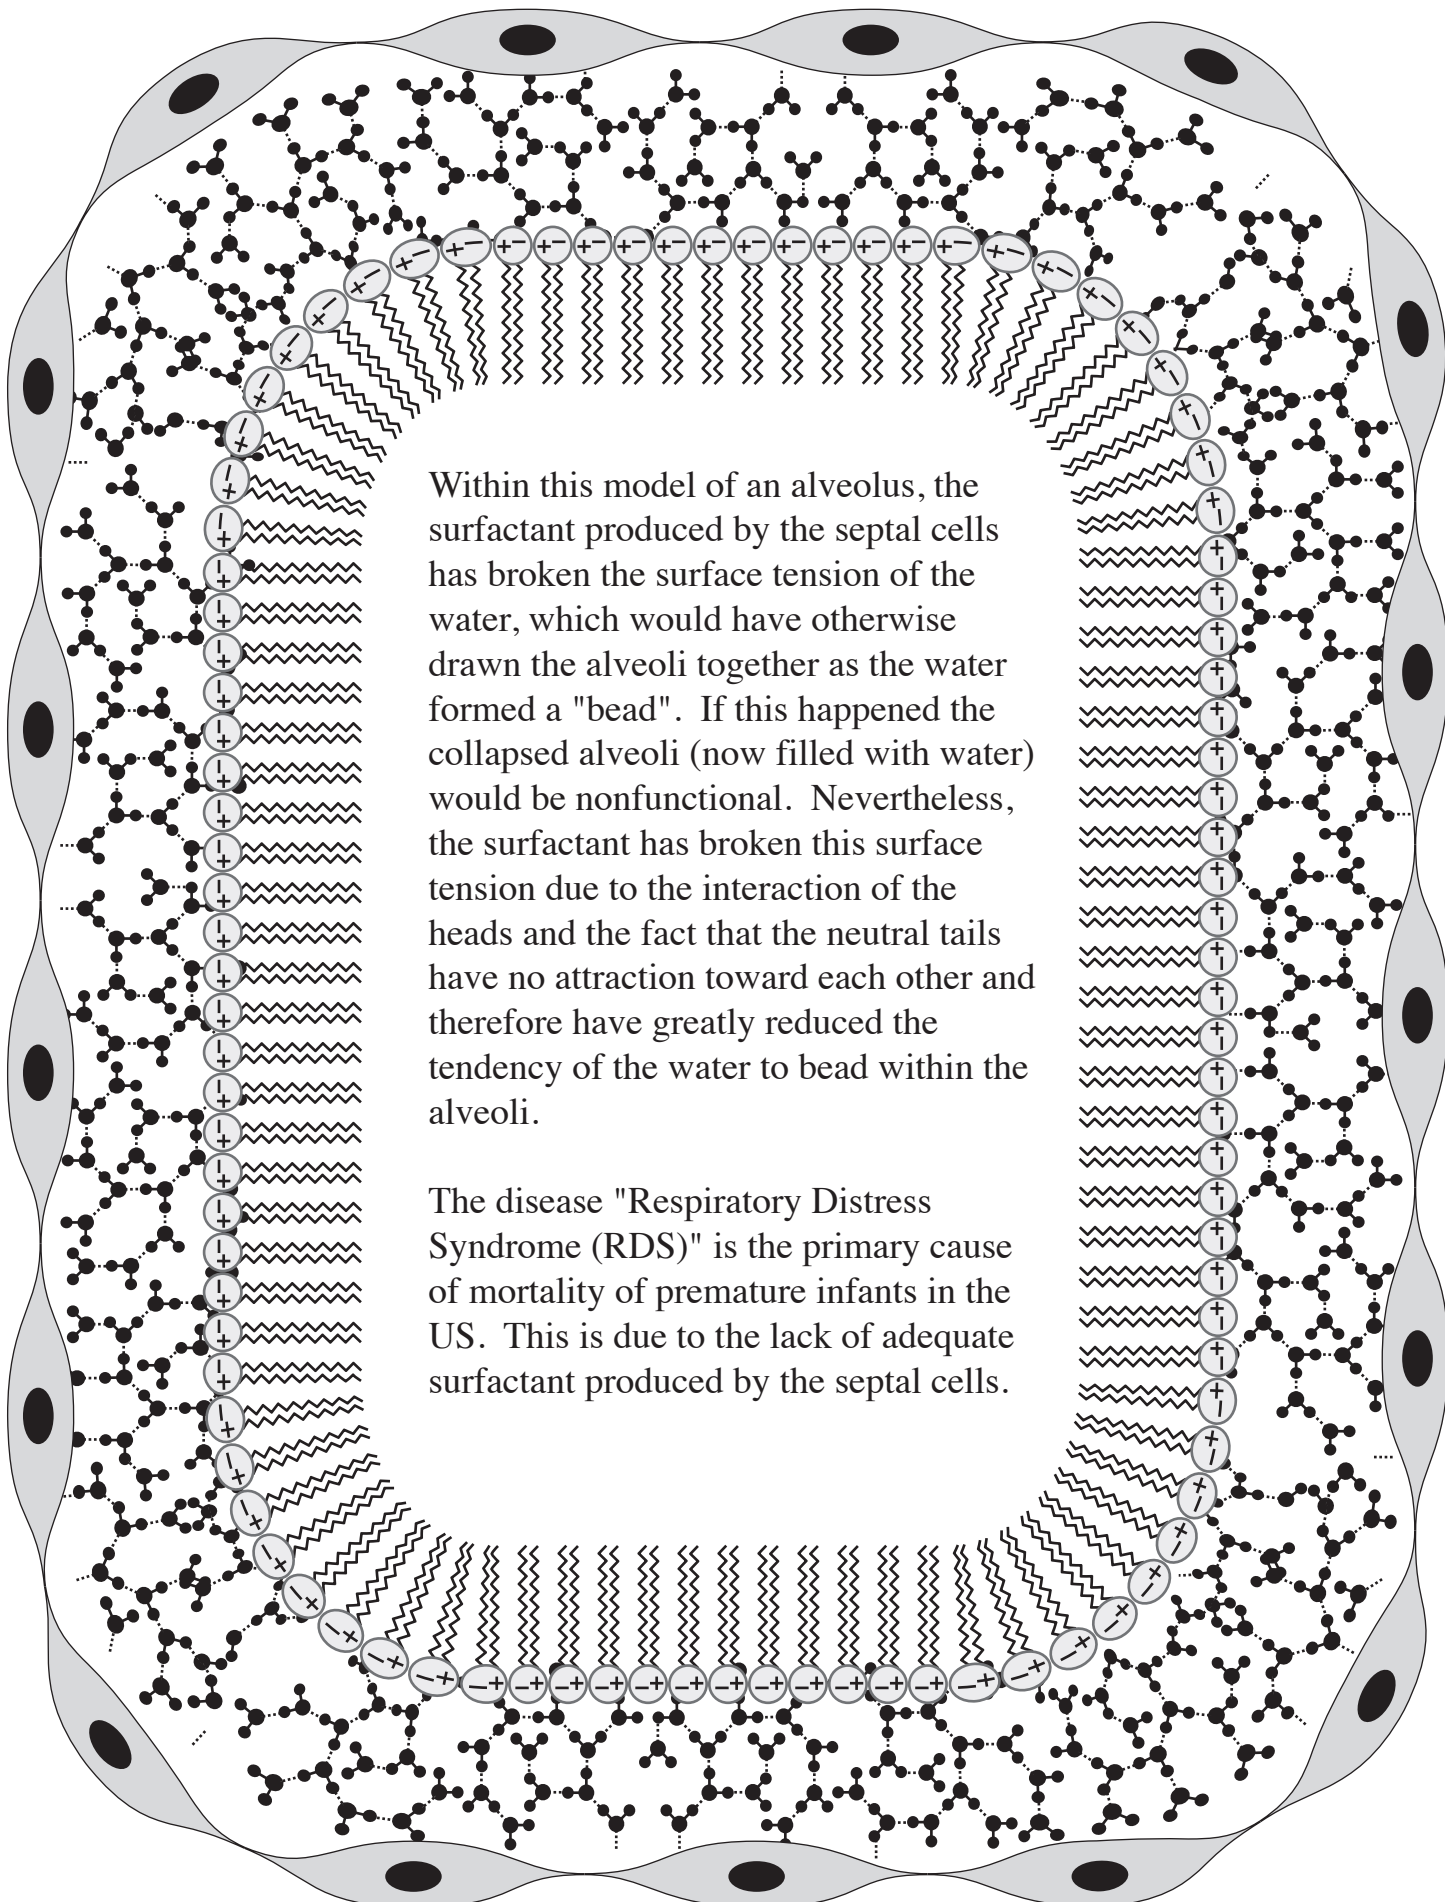 Within this model of an alveolus, the
surfactant produced by the septal cells
has broken the surface tension of the
water, which would have otherwise
drawn the alveoli together as the water
formed a "bead".  If this happened the
collapsed alveoli (now filled with water)
would be nonfunctional.  Nevertheless,
the surfactant has broken this surface
tension due to the interaction of the
heads and the fact that the neutral tails
have no attraction toward each other and
therefore have greatly reduced the
tendency of the water to bead within the
alveoli.

The disease "Respiratory Distress
Syndrome (RDS)" is the primary cause
of mortality of premature infants in the
US.  This is due to the lack of adequate
surfactant produced by the septal cells.